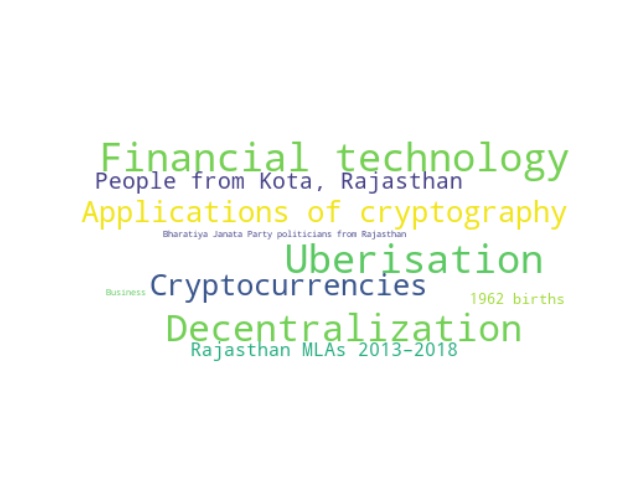 Financial technology
People from Kota, Rajasthan
Applications of cryptography
Bharatiya Janata Party politicians from Rajasthan
Uberisation
Business
Cryptocurrencies
1962 births
Decentralization
Rajasthan MLAs 2013–2018